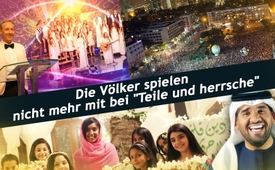 Die Völker spielen
nicht mehr mit bei "Teile und herrsche"